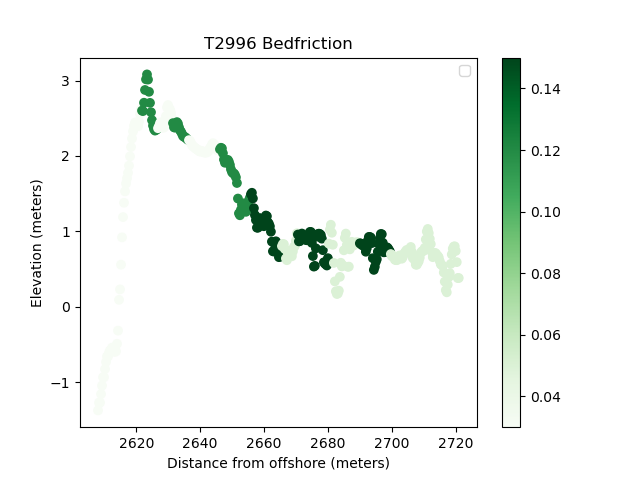 T2996 Bedfriction
3
2
1
0
−1
Elevation (meters)
2620 2640 2660 2680 2700 2720
Distance from offshore (meters)
0.14
0.12
0.10
0.08
0.06
0.04